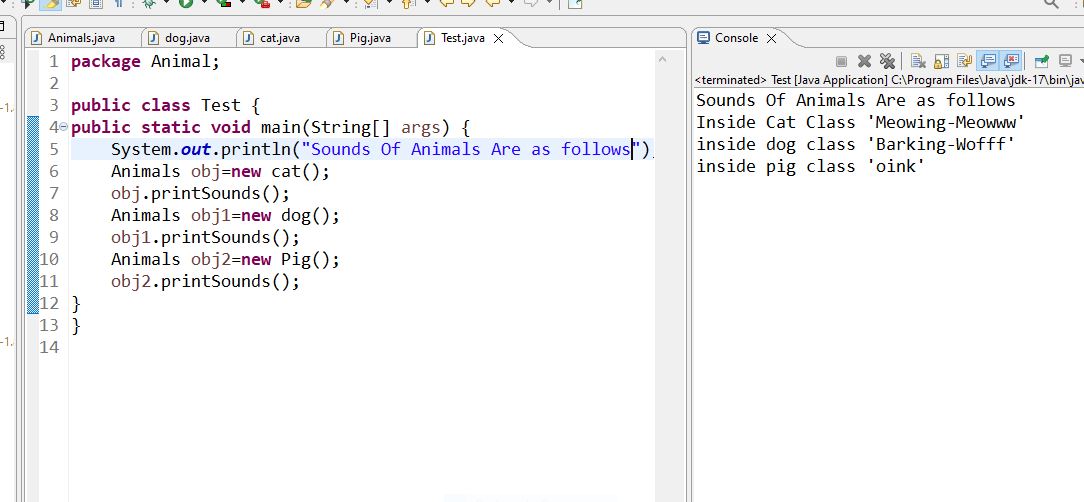 Animals.java dog.java cat.java Pig.java Test.java
1 package Animal;
2
3 public class Test {
4 public static void main(String[] args) {
5 System.out.println("Sounds Of Animals Are as follows")
6 Animals obj=new cat();
7 obj.printSounds();
8 Animals obj1=new dog();
9 obj1.printSounds();
10 Animals obj2=new Pig();
11 obj2.printSounds();
12 }
13 }
14
Console
<terminated> Test [Java Application] C:\Program Files\Java\jdk-17\bin\jav
Sounds Of Animals Are as follows
Inside Cat Class 'Meowing-Meowww'
inside dog class 'Barking-Wofff'
inside pig class 'oink'